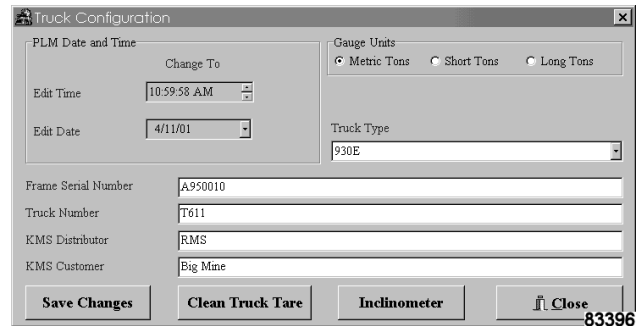 Truck Configuration
PLM Date and Time
Change To
Edit Time 10:59:58 AM
Edit Date 4/11/01
Gauge Units
Metric Tons Short Tons Long Tons
Truck Type
930E
Frame Serial Number A950010
Truck Number T611
KMS Distributor RMS
KMS Customer Big Mine
Save Changes Clean Truck Tare Inclinometer Close
83396